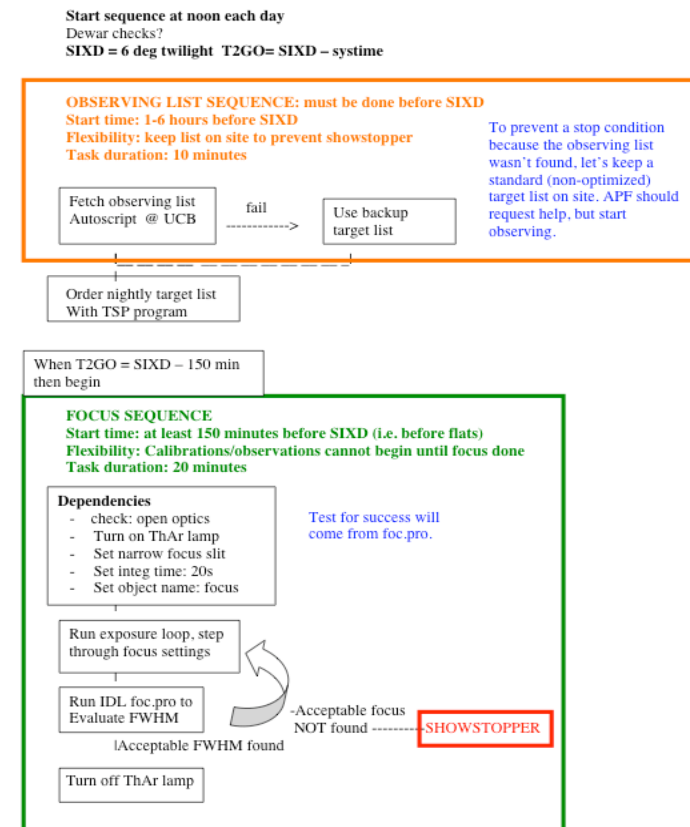 Start sequence at noon each day
Dewar checks?
SIXD = 6 deg twilight  T2GO= SIXD – systime
OBSERVING LIST SEQUENCE: must be done before SIXD
Start time: 1-6 hours before SIXD
Flexibility: keep list on site to prevent showstopper
Task duration: 10 minutes
To prevent a stop condition
because the observing list
wasn't found, let's keep a
standard (non-optimized)
target list on site. APF should
request help, but start
observing.
Fetch observing list
Autoscript @ UCB
fail
------------>
Use backup
target list
Order nightly target list
With TSP program
When T2GO = SIXD – 150 min
then begin
FOCUS SEQUENCE
Start time: at least 150 minutes before SIXD (i.e. before flats)
Flexibility: Calibrations/observations cannot begin until focus done
Task duration: 20 minutes
Dependencies
- check: open optics
- Turn on ThAr lamp
- Set narrow focus slit
- Set integ time: 20s
- Set object name: focus
Test for success will
come from foc.pro.
Run exposure loop, step
through focus settings
Run IDL foc.pro to
Evaluate FWHM
-Acceptable focus
NOT found ---------- SHOWSTOPPER
|Acceptable FWHM found
Turn off ThAr lamp